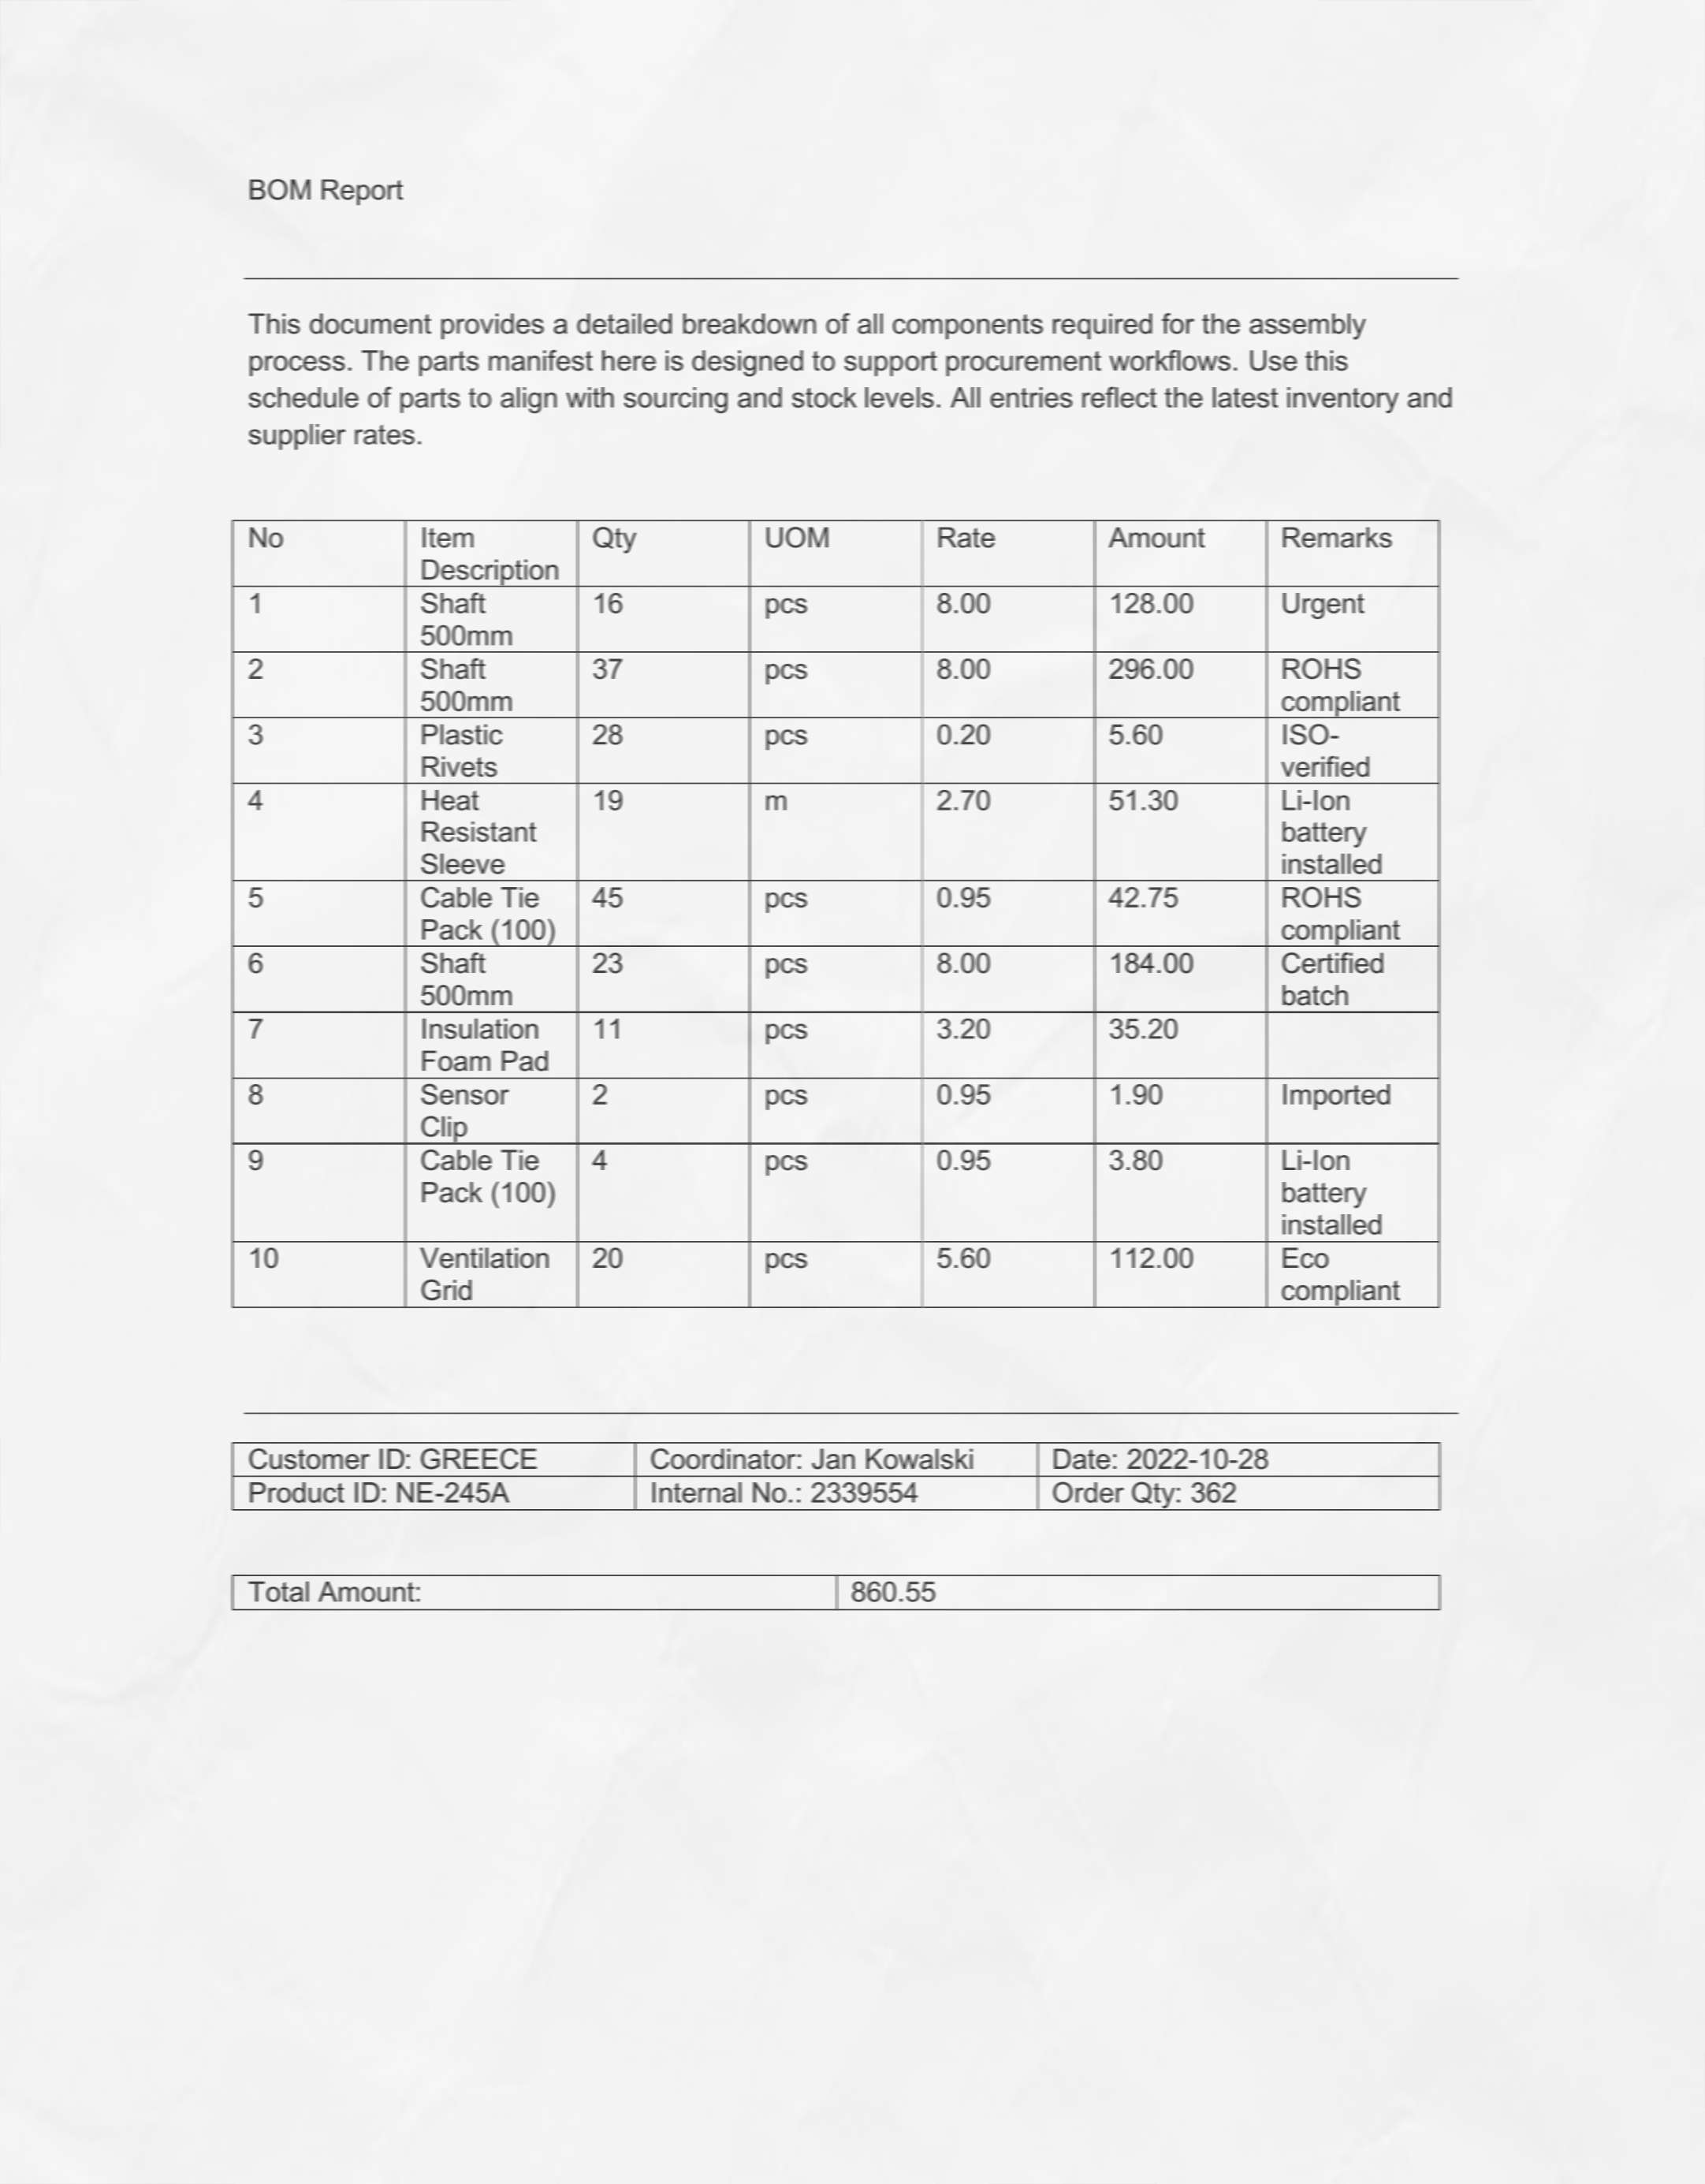 BOM Report
This document provides a detailed breakdown of all components required for the assembly
process. The parts manifest here is designed to support procurement workflows. Use this
schedule of parts to align with sourcing and stock levels. All entries reflect the latest inventory and
supplier rates.
No Item Description Qty UOM Rate Amount Remarks
1 Shaft 500mm 16 pcs 8.00 128.00 Urgent
2 Shaft 500mm 37 pcs 8.00 296.00 ROHS compliant
3 Plastic Rivets 28 pcs 0.20 5.60 ISO-verified
4 Heat Resistant Sleeve 19 m 2.70 51.30 Li-Ion battery installed
5 Cable Tie Pack (100) 45 pcs 0.95 42.75 ROHS compliant
6 Shaft 500mm 23 pcs 8.00 184.00 Certified batch
7 Insulation Foam Pad 11 pcs 3.20 35.20
8 Sensor Clip 2 pcs 0.95 1.90 Imported
9 Cable Tie Pack (100) 4 pcs 0.95 3.80 Li-Ion battery installed
10 Ventilation Grid 20 pcs 5.60 112.00 Eco compliant
Customer ID: GREECE Coordinator: Jan Kowalski Date: 2022-10-28
Product ID: NE-245A Internal No.: 2339554 Order Qty: 362
Total Amount: 860.55